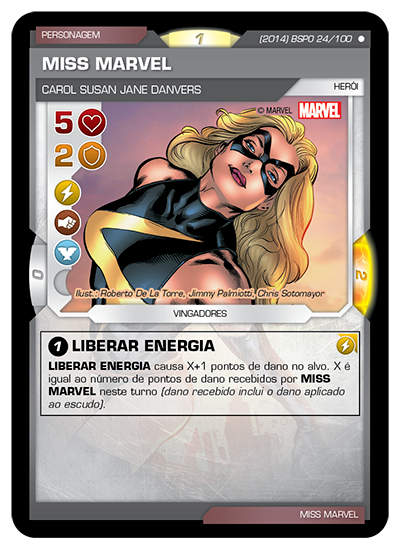 PERSONAGEM
1
(2014) BSPO 24/100
MISS MARVEL
CAROL SUSAN JANE DANVERS
HERÓI
© MARVEL MARVEL
5
2
0
2
Ilust.: Roberto De La Torre, Jimmy Palmiotti, Chris Sotomayor
VINGADORES
1 LIBERAR ENERGIA
LIBERAR ENERGIA causa X+1 pontos de dano no alvo. X é
igual ao número de pontos de dano recebidos por MISS
MARVEL neste turno (dano recebido inclui o dano aplicado
ao escudo).
MISS MARVEL